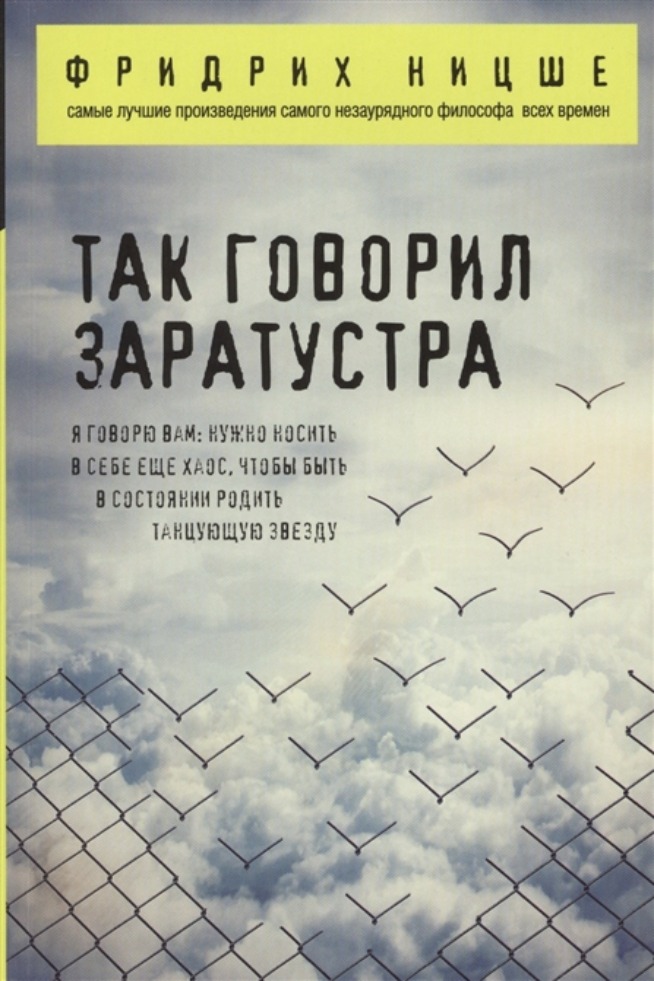 ФРИДРИХ НИЦШЕ
самые лучшие произведения самого незаурядного философа всех времен
ТАК ГОВОРИЛ
ЗАРАТУСТРА
Я ГОВОРЮ ВАМ: НУЖНО НОСИТЬ
В СЕБЕ ЕЩЕ ХАОС, ЧТОБЫ БЫТЬ
В СОСТОЯНИИ РОДИТЬ
ТАНЦУЮЩУЮ ЗВЕЗДУ